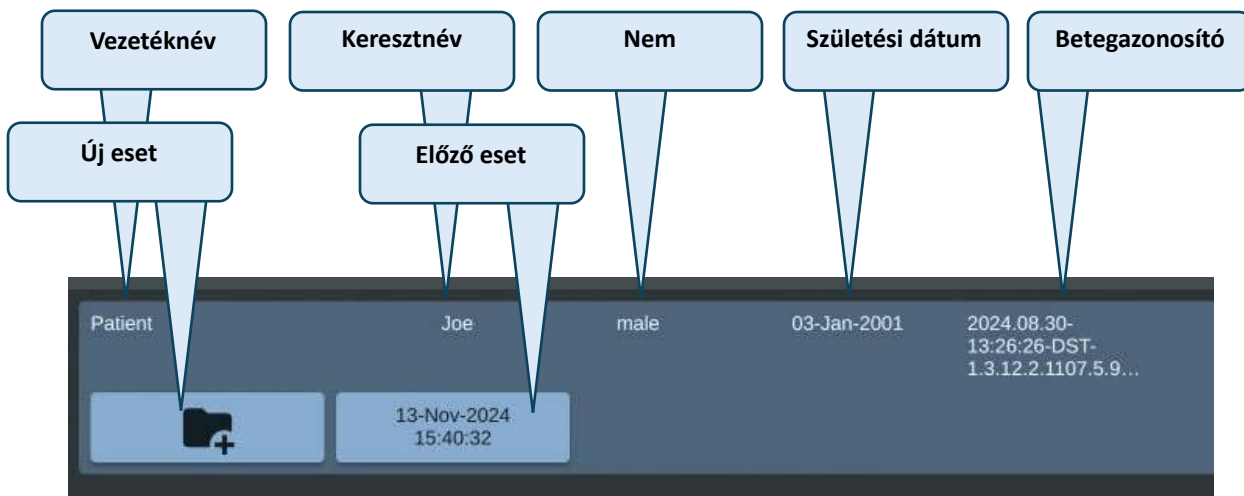 Vezetéknév
Keresztnév
Nem
Születési dátum
Betegazonosító
Új eset
Előző eset
Patient
Joe
male
03-Jan-2001
2024.08.30-
13:26:26-DST-
1.3.12.2.1107.5.9...
13-Nov-2024
15:40:32